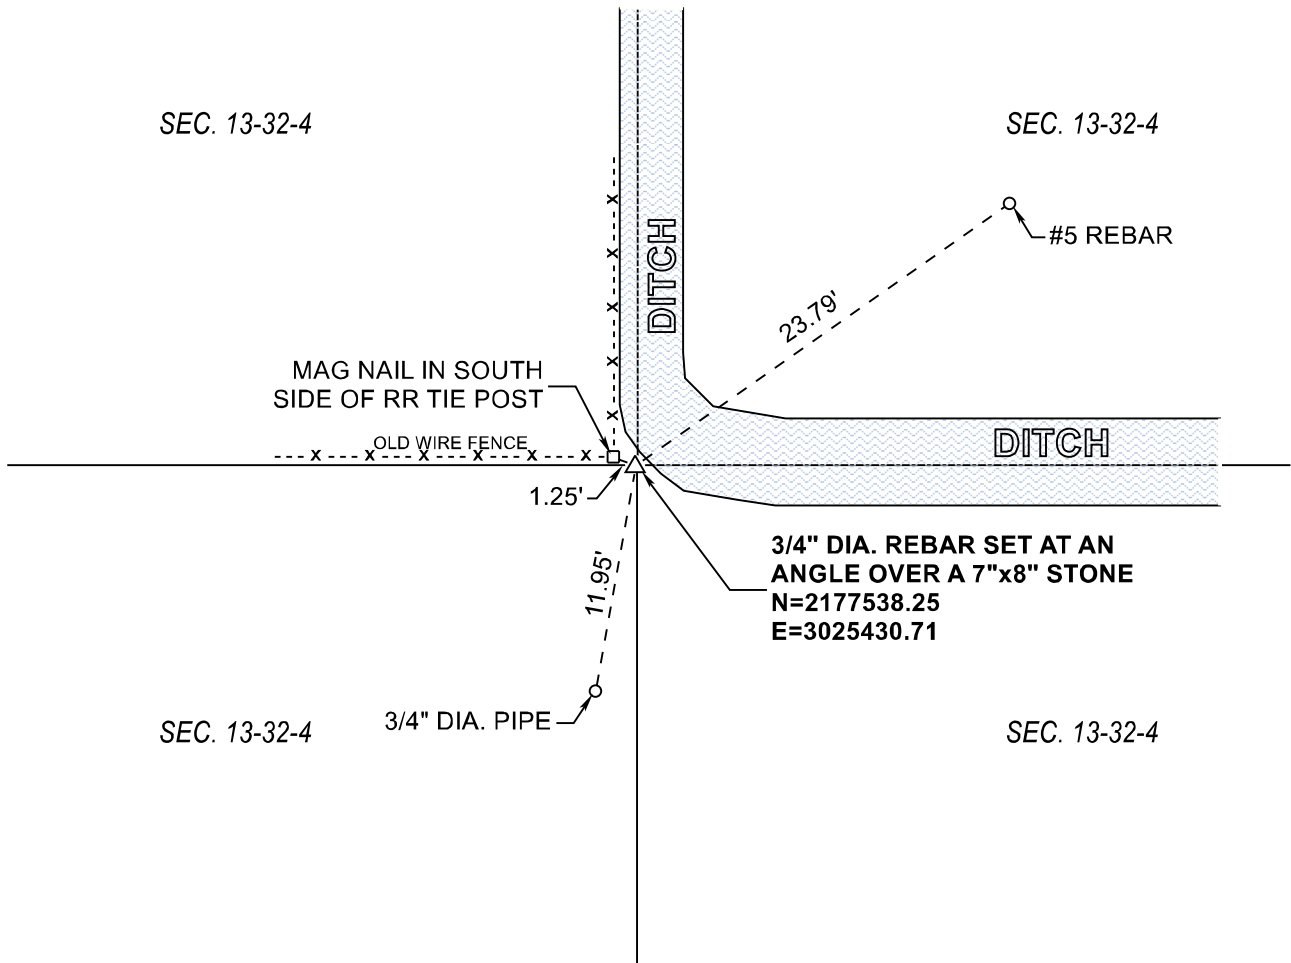 SEC. 13-32-4
SEC. 13-32-4
#5 REBAR
DITCH
23.79'
MAG NAIL IN SOUTH
SIDE OF RR TIE POST
OLD WIRE FENCE
DITCH
1.25'
3/4" DIA. REBAR SET AT AN
ANGLE OVER A 7"x8" STONE
N=2177538.25
E=3025430.71
11.95'
3/4" DIA. PIPE
SEC. 13-32-4
SEC. 13-32-4